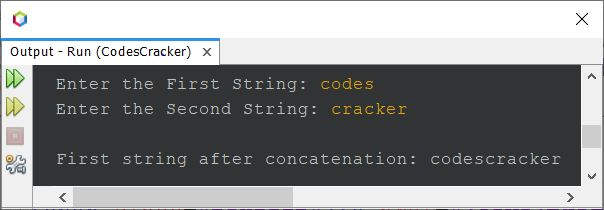 Output - Run (CodesCracker) ×
Enter the First String: codes
Enter the Second String: cracker
First string after concatenation: codescracker